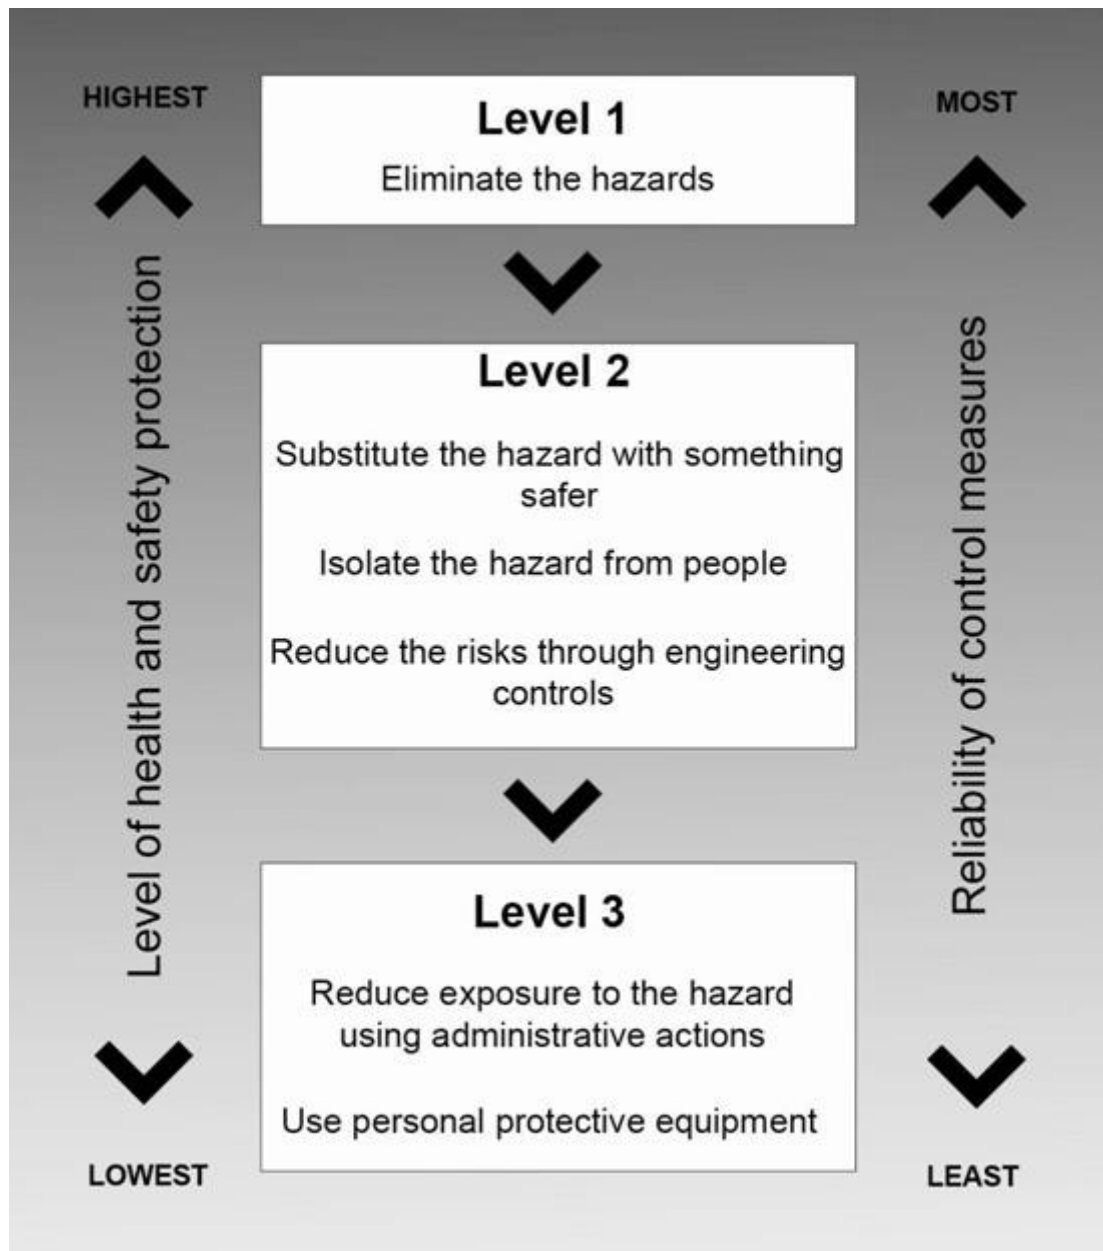 HIGHEST
MOST
Level 1
Eliminate the hazards
Level of health and safety protection
Reliability of control measures
Level 2
Substitute the hazard with something
safer
Isolate the hazard from people
Reduce the risks through engineering
controls
Level 3
Reduce exposure to the hazard
using administrative actions
Use personal protective equipment
LOWEST
LEAST